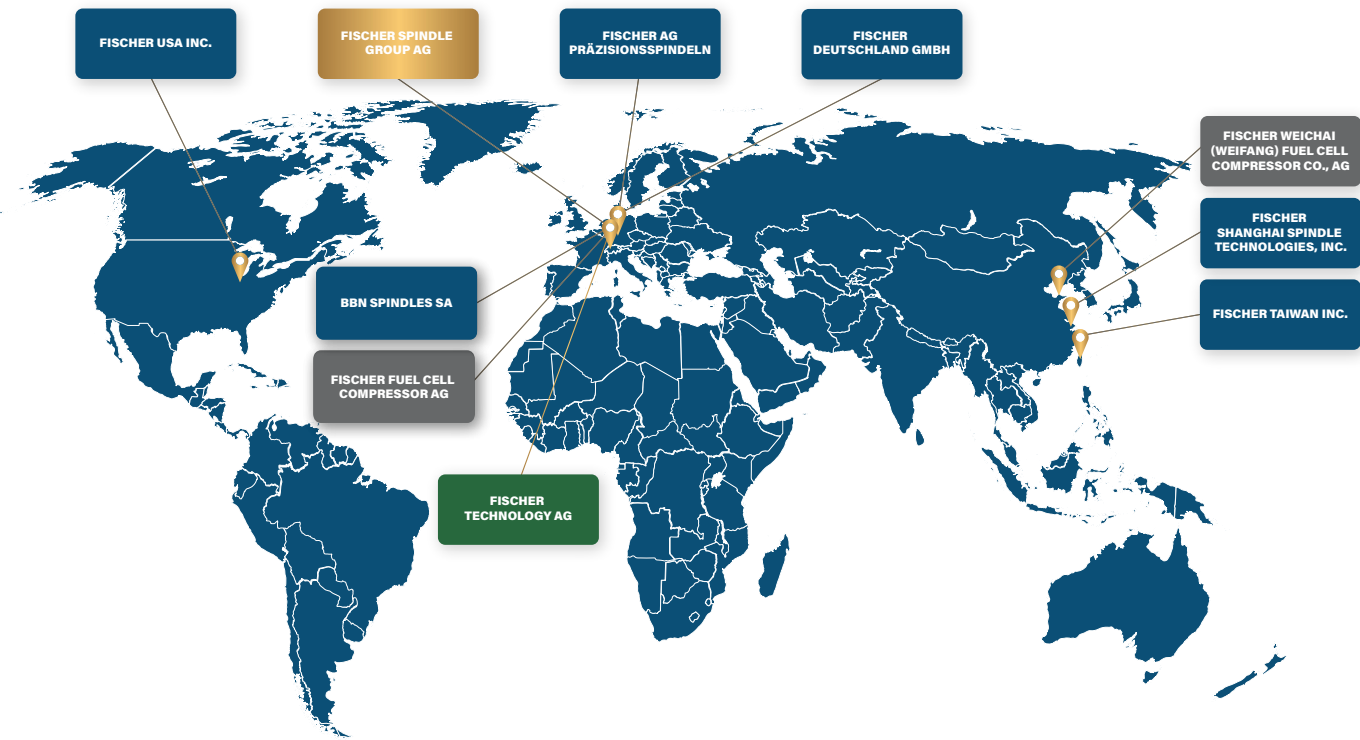 FISCHER USA INC.
FISCHER SPINDLE
GROUP AG
FISCHER AG
PRÄZISIONSSPINDELN
FISCHER
DEUTSCHLAND GMBH
FISCHER WEICHAI
(WEIFANG) FUEL CELL
COMPRESSOR CO., AG
FISCHER
SHANGHAI SPINDLE
TECHNOLOGIES, INC.
FISCHER TAIWAN INC.
BBN SPINDLES SA
FISCHER FUEL CELL
COMPRESSOR AG
FISCHER
TECHNOLOGY AG